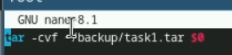 GNU nano 8.1
tar -cvf ~/backup/task1.tar $0